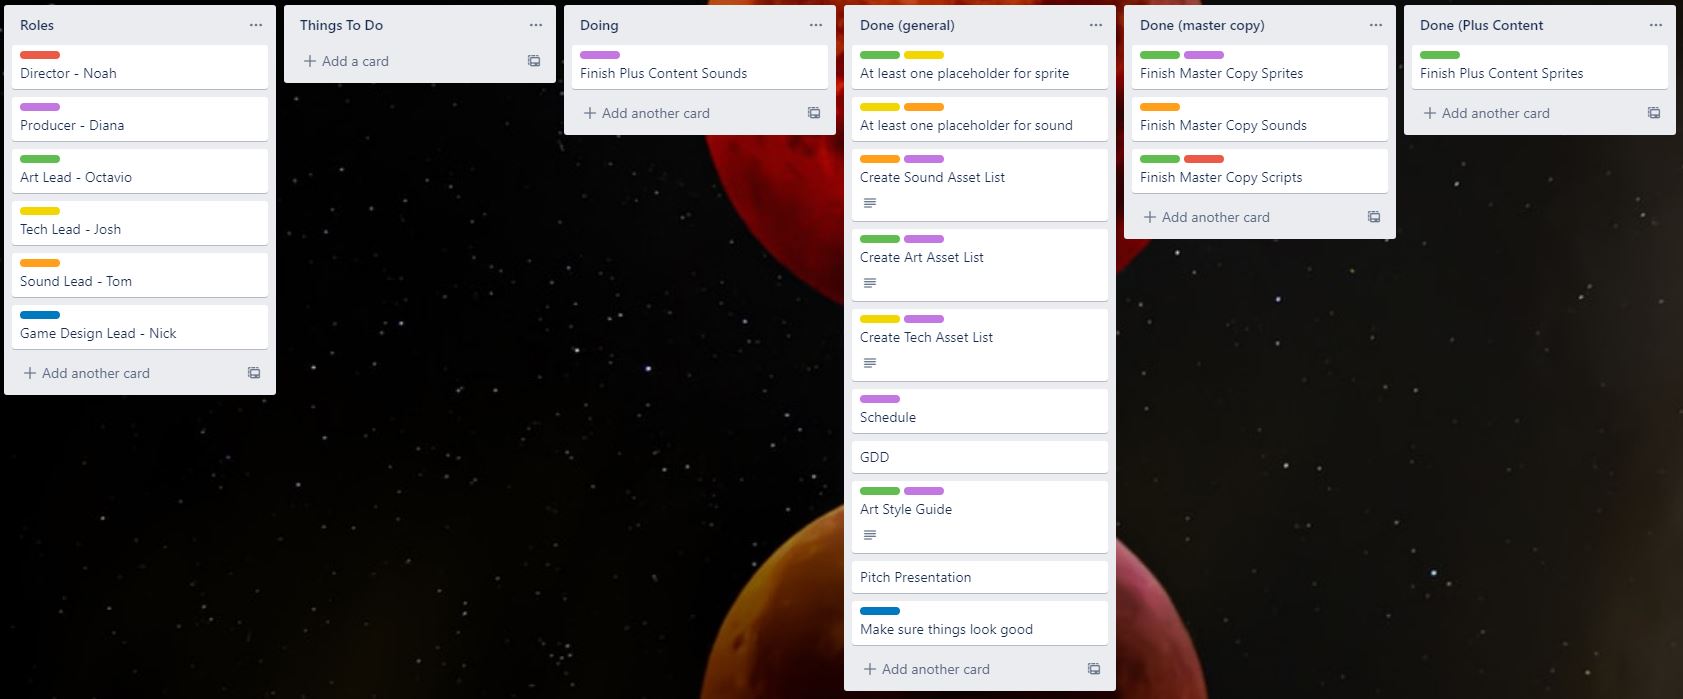 Roles
Director - Noah
Producer - Diana
Art Lead - Octavio
Tech Lead - Josh
Sound Lead - Tom
Game Design Lead - Nick
Add another card
Things To Do
Add a card
Doing
Finish Plus Content Sounds
Add another card
Done (general)
At least one placeholder for sprite
At least one placeholder for sound
Create Sound Asset List
Create Art Asset List
Create Tech Asset List
Schedule
GDD
Art Style Guide
Pitch Presentation
Make sure things look good
Add another card
Done (master copy)
Finish Master Copy Sprites
Finish Master Copy Sounds
Finish Master Copy Scripts
Add another card
Done (Plus Content
Finish Plus Content Sprites
Add another card